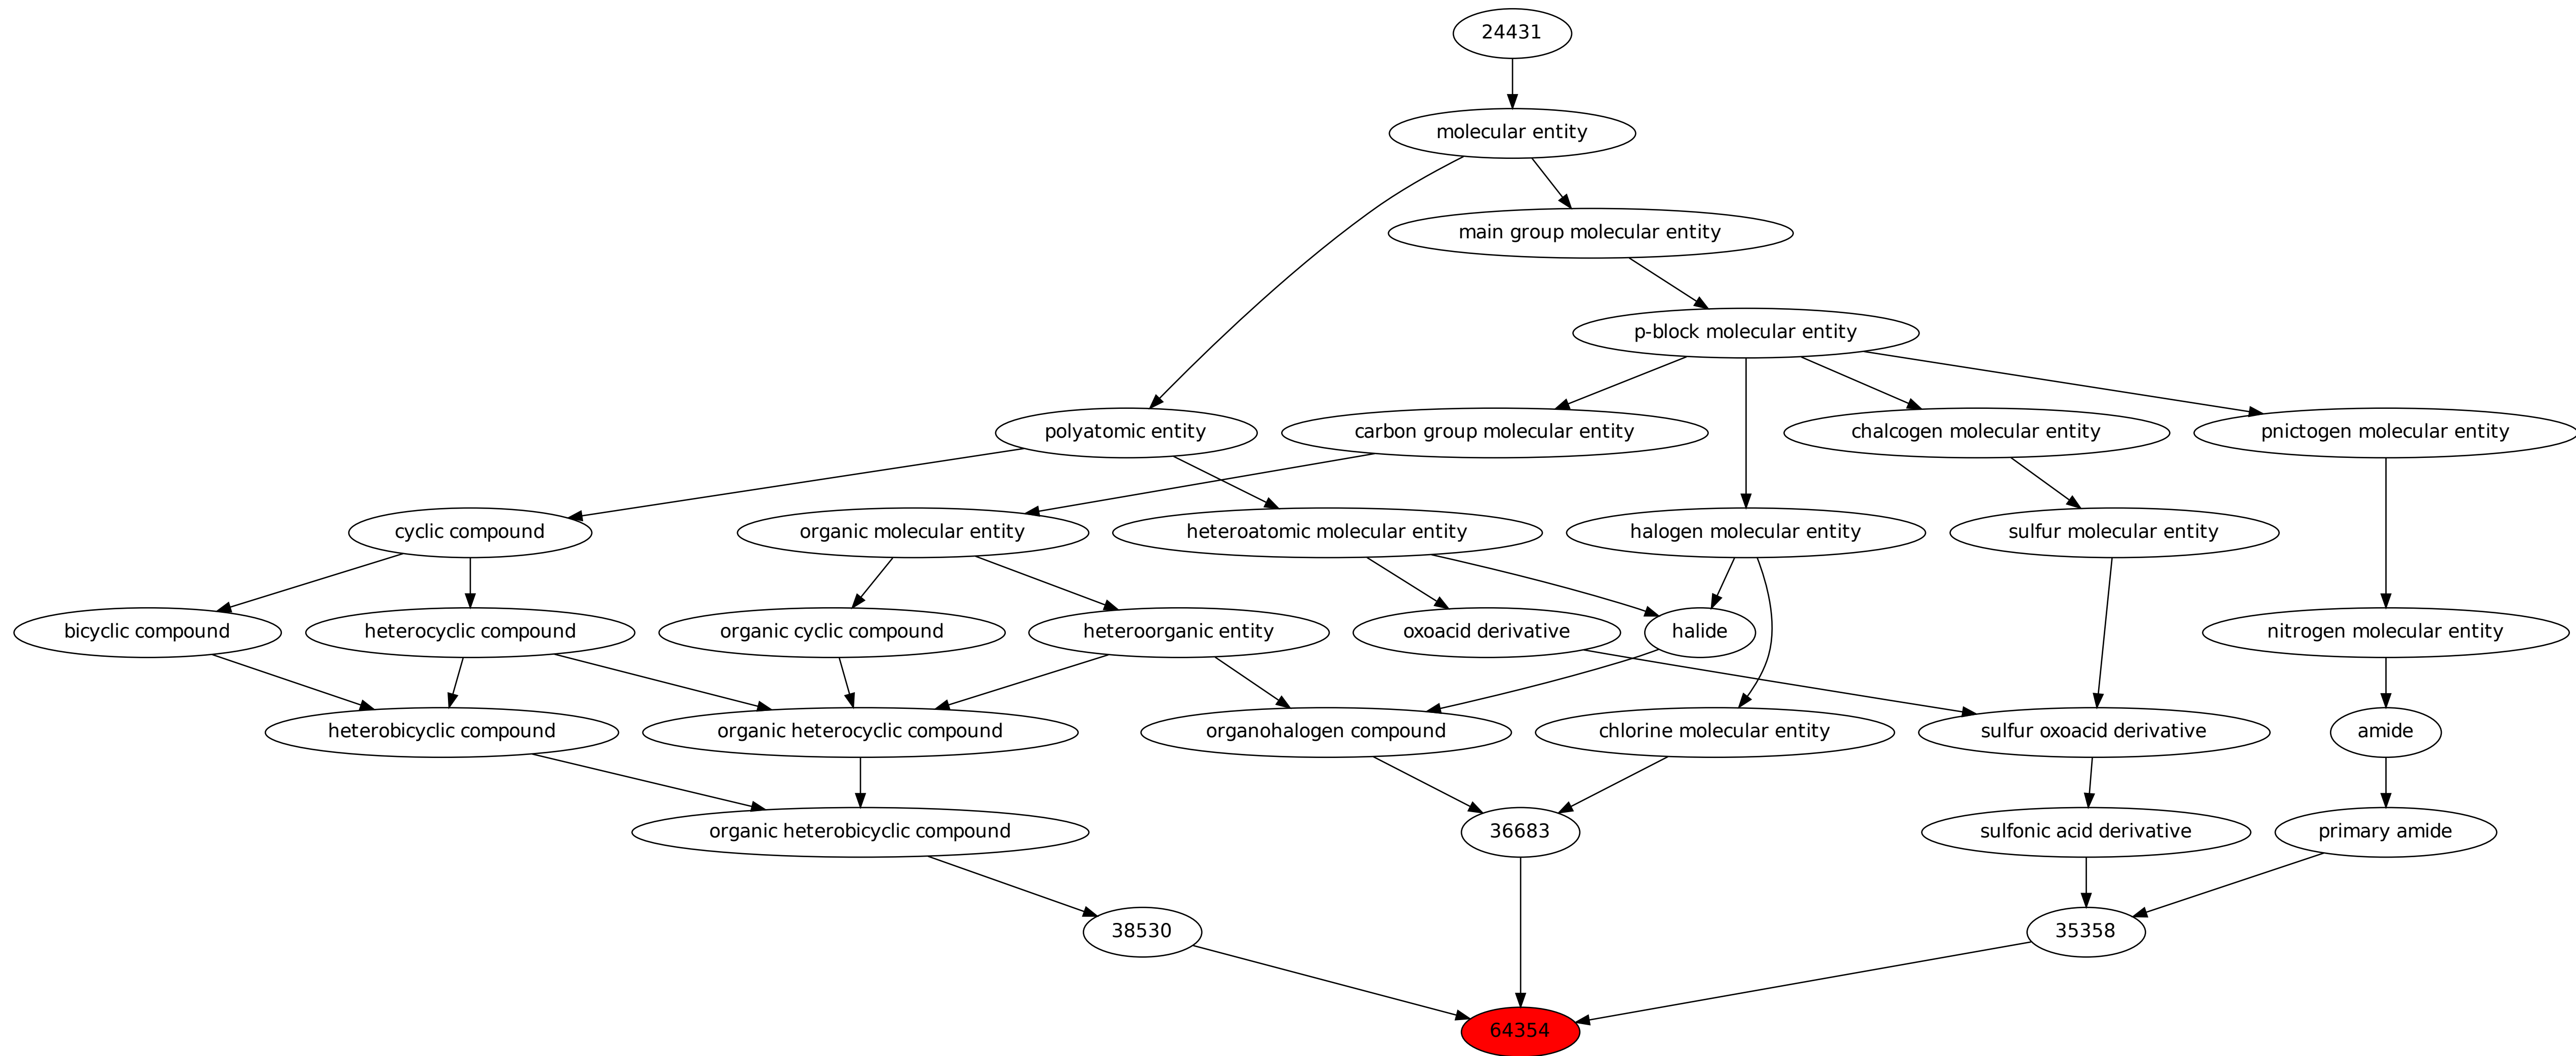 24431
molecular entity
main group molecular entity
p-block molecular entity
polyatomic entity
carbon group molecular entity
chalcogen molecular entity
pnictogen molecular entity
cyclic compound
organic molecular entity
heteroatomic molecular entity
halogen molecular entity
sulfur molecular entity
bicyclic compound
heterocyclic compound
organic cyclic compound
heteroorganic entity
oxoacid derivative
halide
nitrogen molecular entity
heterobicyclic compound
organic heterocyclic compound
organohalogen compound
chlorine molecular entity
sulfur oxoacid derivative
amide
organic heterobicyclic compound
36683
sulfonic acid derivative
primary amide
38530
35358
64354